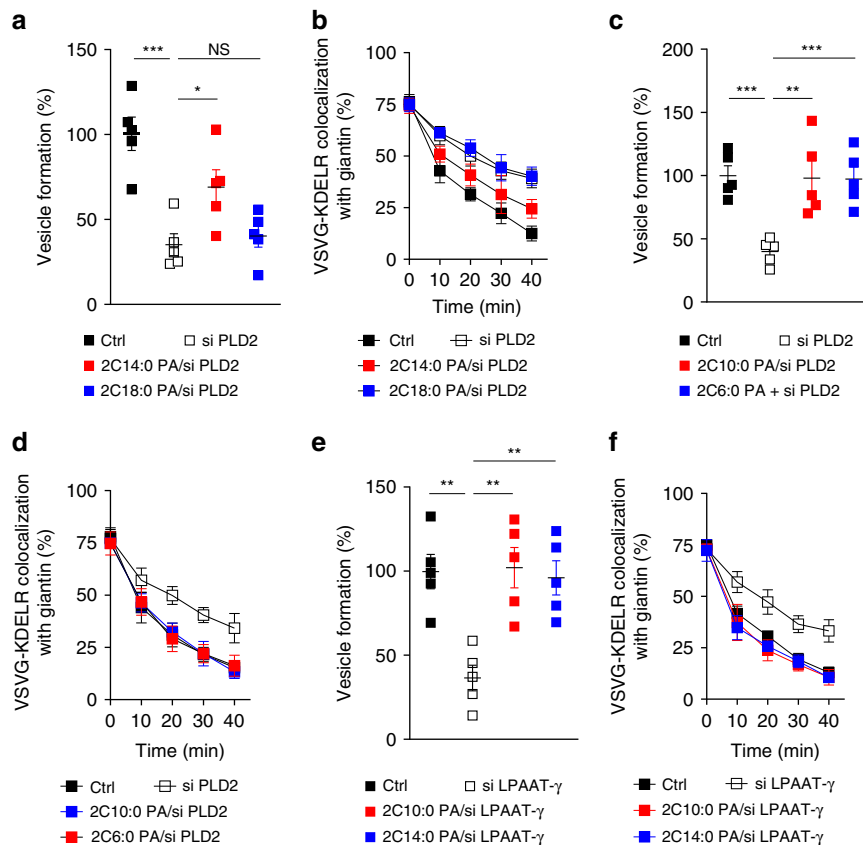 a
***
NS
*
Vesicle formation (%)
150
100
50
0
Ctrl
si PLD2
2C14:0 PA/si PLD2
2C18:0 PA/si PLD2
b
VSVG-KDELR colocalization
with giantin (%)
100
75
50
25
0
0 10 20 30 40
Time (min)
Ctrl
si PLD2
2C14:0 PA/si PLD2
2C18:0 PA/si PLD2
c
***
*** **
Vesicle formation (%)
200
150
100
50
0
Ctrl
si PLD2
2C10:0 PA/si PLD2
2C6:0 PA + si PLD2
d
VSVG-KDELR colocalization
with giantin (%)
100
75
50
25
0
0 10 20 30 40
Time (min)
Ctrl
si PLD2
2C10:0 PA/si PLD2
2C6:0 PA/si PLD2
e
**
** **
Vesicle formation (%)
150
100
50
0
Ctrl
si LPAAT-γ
2C10:0 PA/si LPAAT-γ
2C14:0 PA/si LPAAT-γ
f
VSVG-KDELR colocalization
with giantin (%)
100
75
50
25
0
0 10 20 30 40
Time (min)
Ctrl
si LPAAT-γ
2C10:0 PA/si LPAAT-γ
2C14:0 PA/si LPAAT-γ